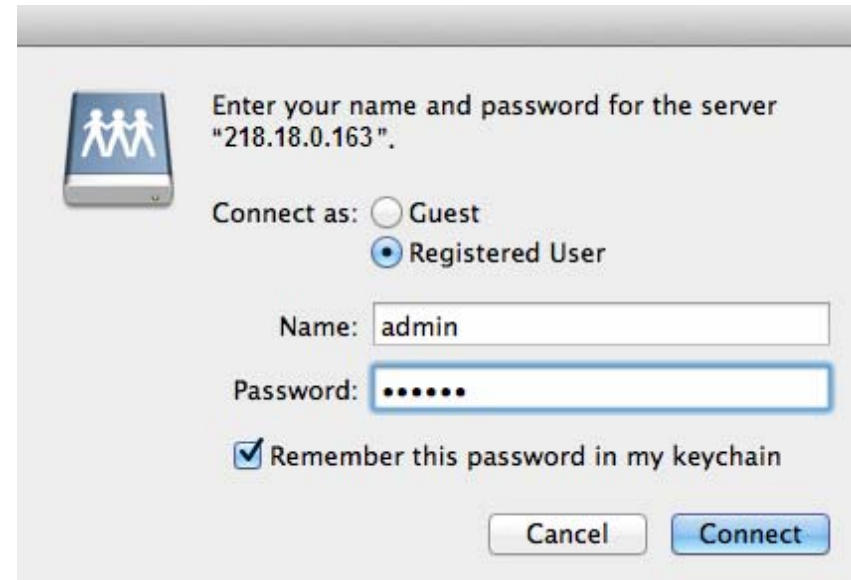 Enter your name and password for the server
“218.18.0.163”.
Connect as: Guest
Registered User
Name: admin
Password: ••••••
Remember this password in my keychain
Cancel Connect